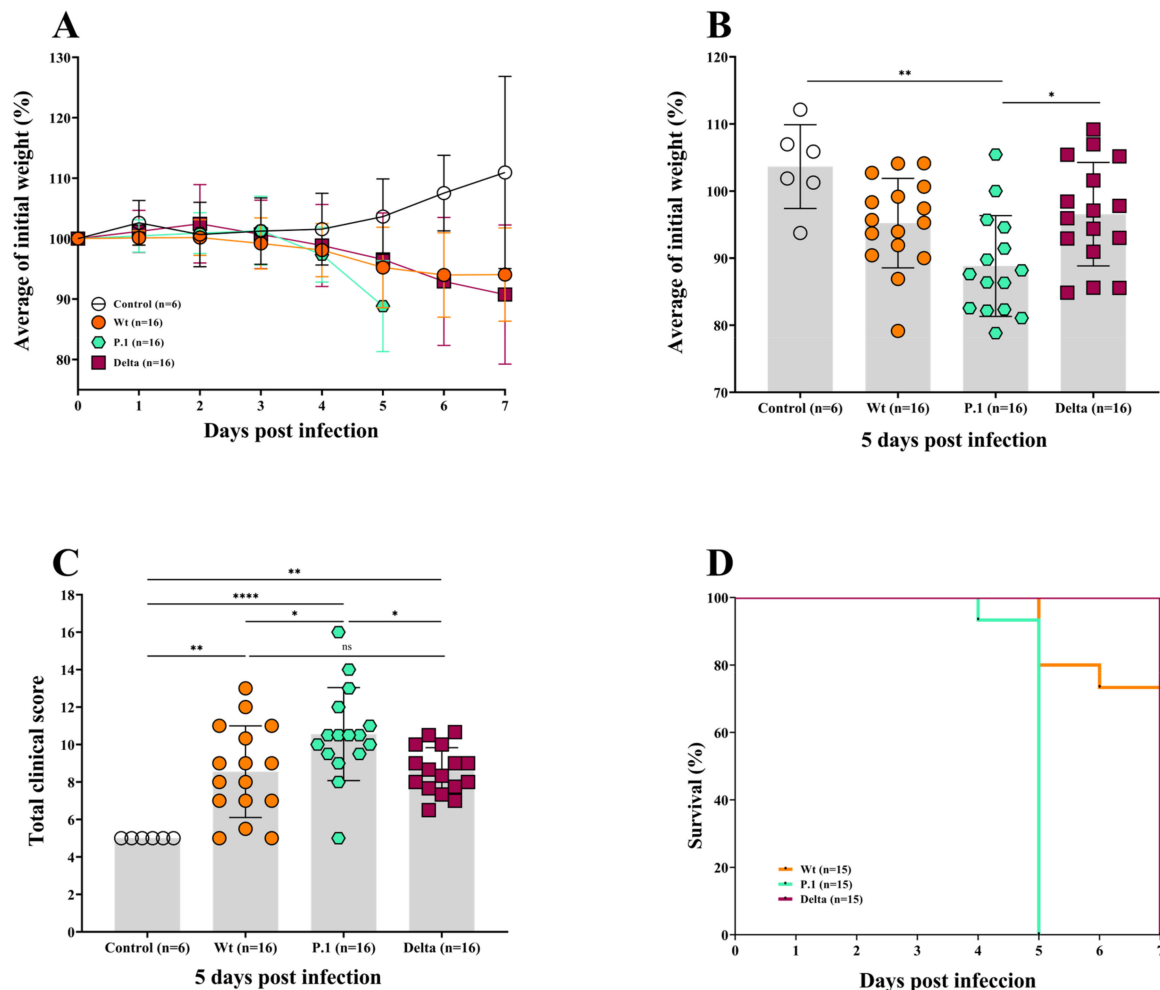 A
Average of initial weight (%)
130
120
110
100
90
80
Control (n=6)
Wt (n=16)
P.1 (n=16)
Delta (n=16)
0 1 2 3 4 5 6 7
Days post infection
B
Average of initial weight (%)
120
110
100
90
80
70
**
*
Control (n=6) Wt (n=16) P.1 (n=16) Delta (n=16)
5 days post infection
C
Total clinical score
18
16
14
12
10
8
6
4
2
0
**
****
* *
** ns
Control (n=6) Wt (n=16) P.1 (n=16) Delta (n=16)
5 days post infection
D
Survival (%)
100
80
60
40
20
0
Wt (n=15)
P.1 (n=15)
Delta (n=15)
0 1 2 3 4 5 6 7
Days post infeccion